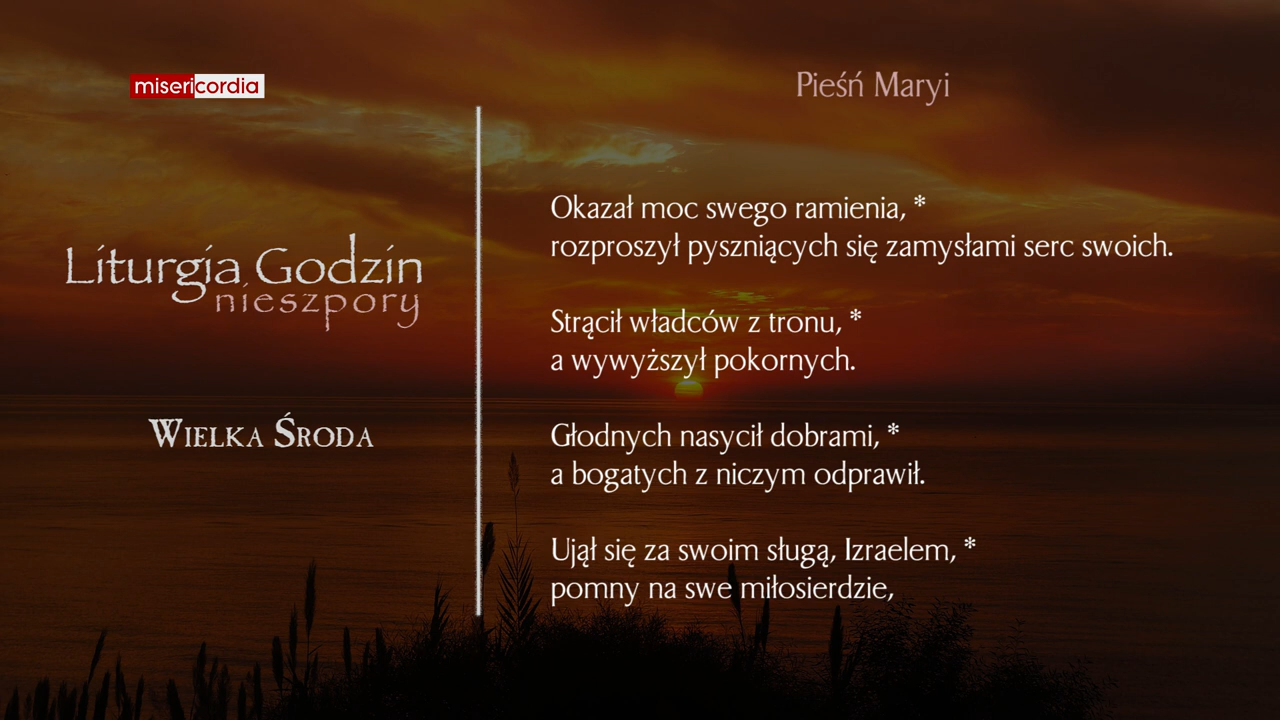 misericordia
Liturgia Godzin
nieszpory
Wielka Środa
Pieśń Maryi
Okazał moc swego ramienia, *
rozproszył pyszniących się zamysłami serc swoich.
Strącił władców z tronu, *
a wywyższył pokornych.
Głodnych nasycił dobrami, *
a bogatych z niczym odprawił.
Ujął się za swoim sługą, Izraelem, *
pomny na swe miłosierdzie,